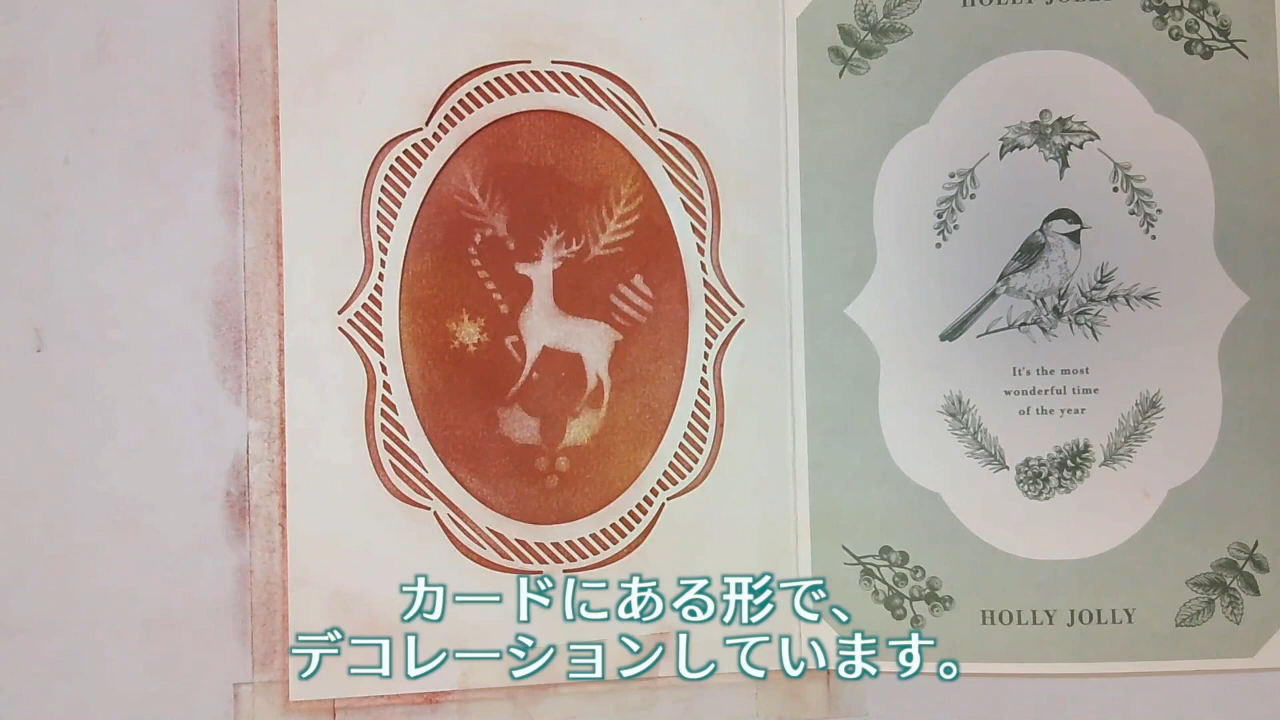 HOLLY JOLLY
It's the most
wonderful time
of the year
HOLLY JOLLY
カードにある形で、
デコレーションしています。